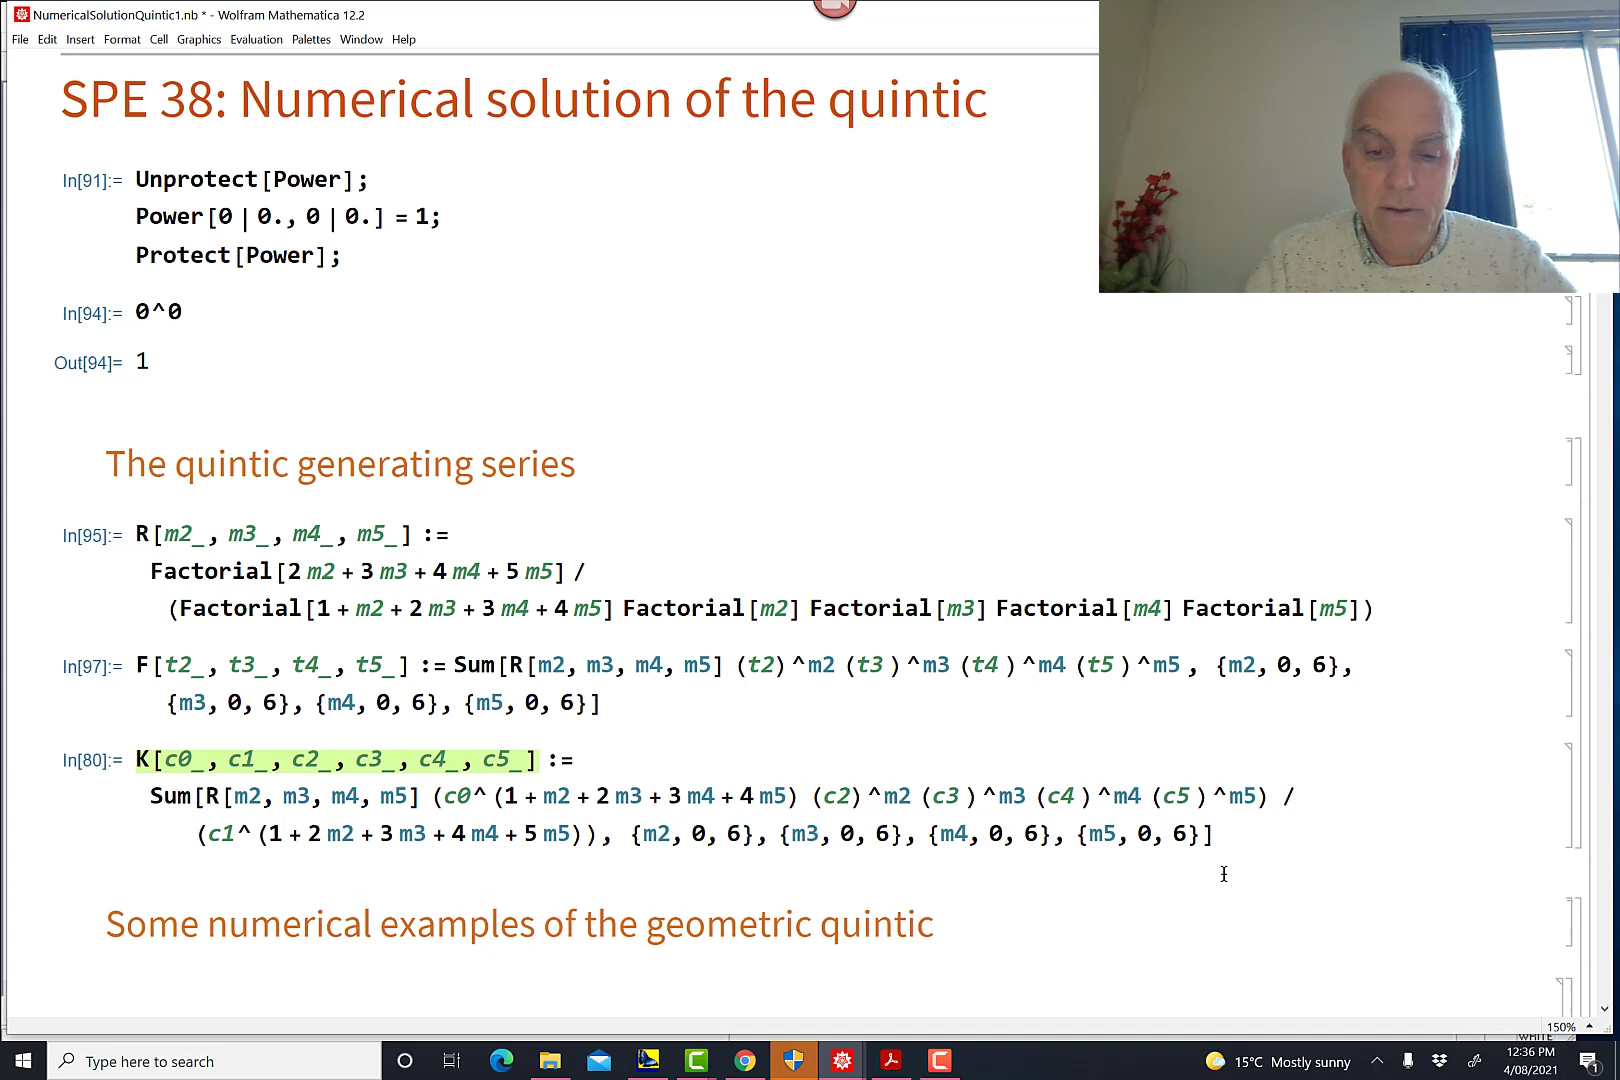 NumericalSolutionQuintic1.nb * - Wolfram Mathematica 12.2
File Edit Insert Format Cell Graphics Evaluation Palettes Window Help
SPE 38: Numerical solution of the quintic
In[91]:= Unprotect[Power];
Power[0 | 0., 0 | 0.] = 1;
Protect[Power];
In[94]:= 0^0
Out[94]= 1
The quintic generating series
In[95]:= R[m2_, m3_, m4_, m5_] :=
Factorial[2 m2 + 3 m3 + 4 m4 + 5 m5] /
(Factorial[1 + m2 + 2 m3 + 3 m4 + 4 m5] Factorial[m2] Factorial[m3] Factorial[m4] Factorial[m5])
In[97]:= F[t2_, t3_, t4_, t5_] := Sum[R[m2, m3, m4, m5] (t2)^m2 (t3)^m3 (t4)^m4 (t5)^m5, {m2, 0, 6},
{m3, 0, 6}, {m4, 0, 6}, {m5, 0, 6}]
In[80]:= K[c0_, c1_, c2_, c3_, c4_, c5_] :=
Sum[R[m2, m3, m4, m5] (c0^(1 + m2 + 2 m3 + 3 m4 + 4 m5) (c2)^m2 (c3)^m3 (c4)^m4 (c5)^m5) /
(c1^(1 + 2 m2 + 3 m3 + 4 m4 + 5 m5)), {m2, 0, 6}, {m3, 0, 6}, {m4, 0, 6}, {m5, 0, 6}]
Some numerical examples of the geometric quintic
150%
Type here to search
15°C Mostly sunny
12:36 PM
4/08/2021
1